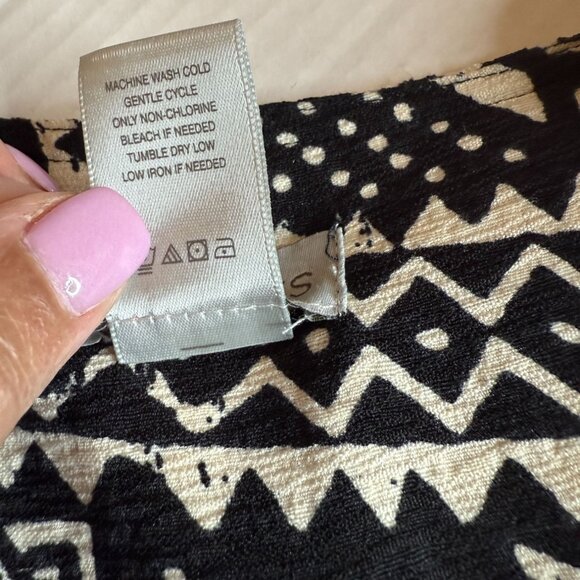 MACHINE WASH COLD
GENTLE CYCLE
ONLY NON-CHLORINE
BLEACH IF NEEDED
TUMBLE DRY LOW
LOW IRON IF NEEDED
S